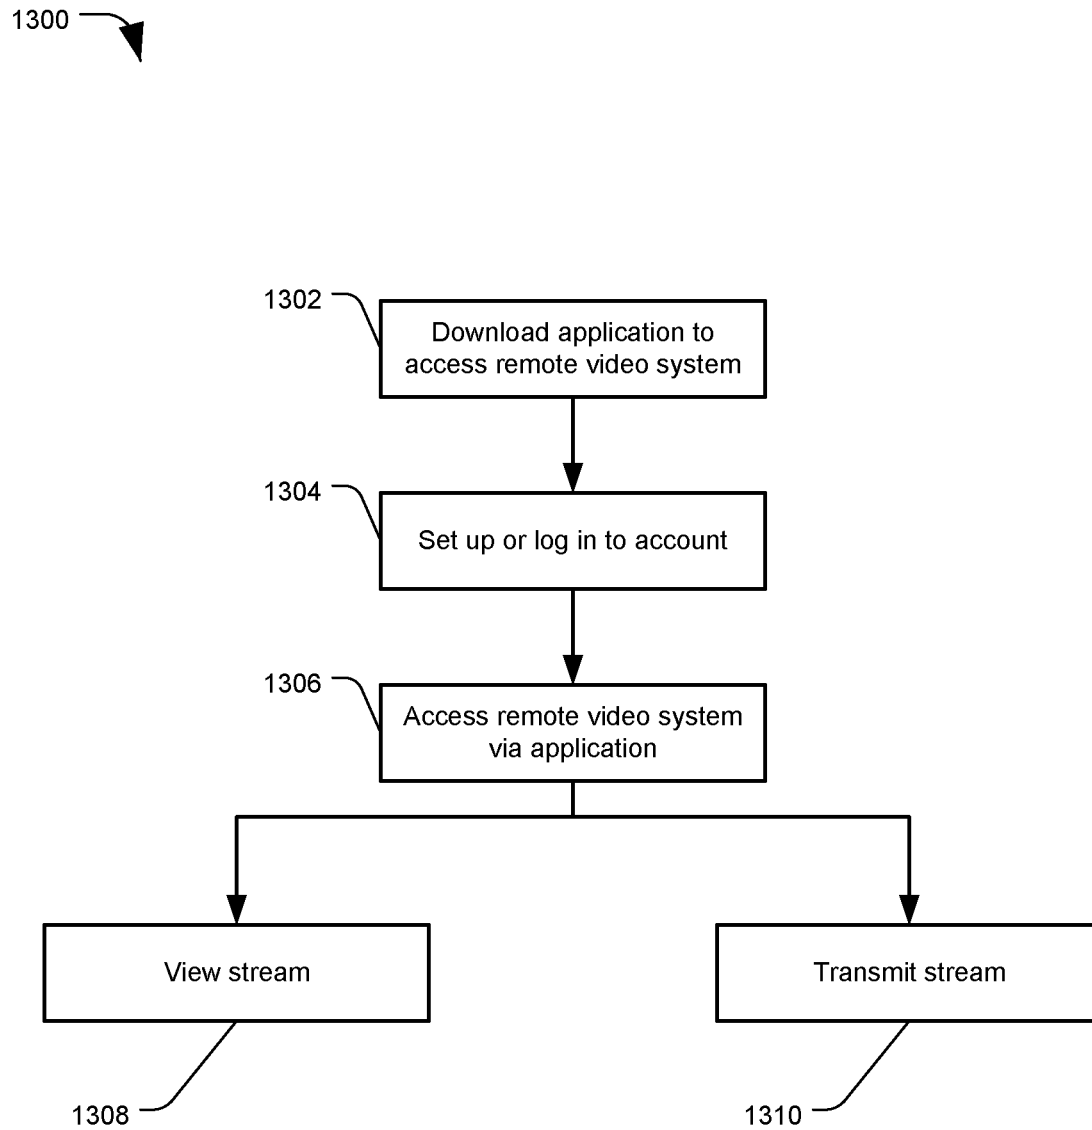 1300
1302
Download application to
access remote video system
1304
Set up or log in to account
1306
Access remote video system
via application
View stream
Transmit stream
1308
1310